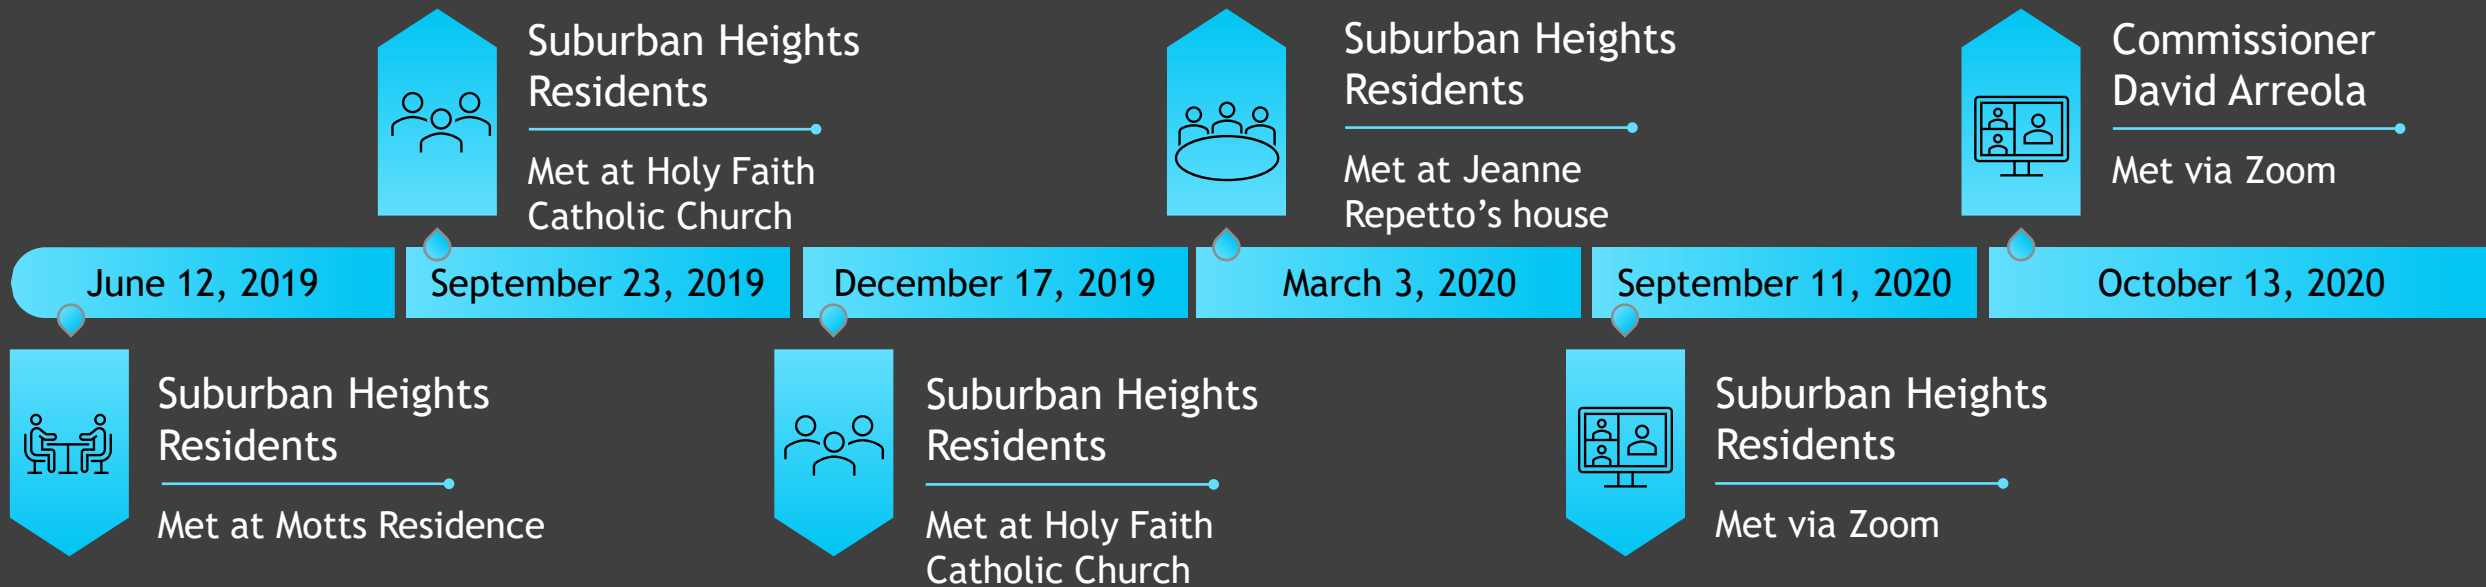 Suburban Heights
Residents
Met at Holy Faith
Catholic Church
Suburban Heights
Residents
Met at Jeanne
Repetto’s house
Commissioner
David Arreola
Met via Zoom
June 12, 2019
September 23, 2019
December 17, 2019
March 3, 2020
September 11, 2020
October 13, 2020
Suburban Heights
Residents
Met at Motts Residence
Suburban Heights
Residents
Met at Holy Faith
Catholic Church
Suburban Heights
Residents
Met via Zoom